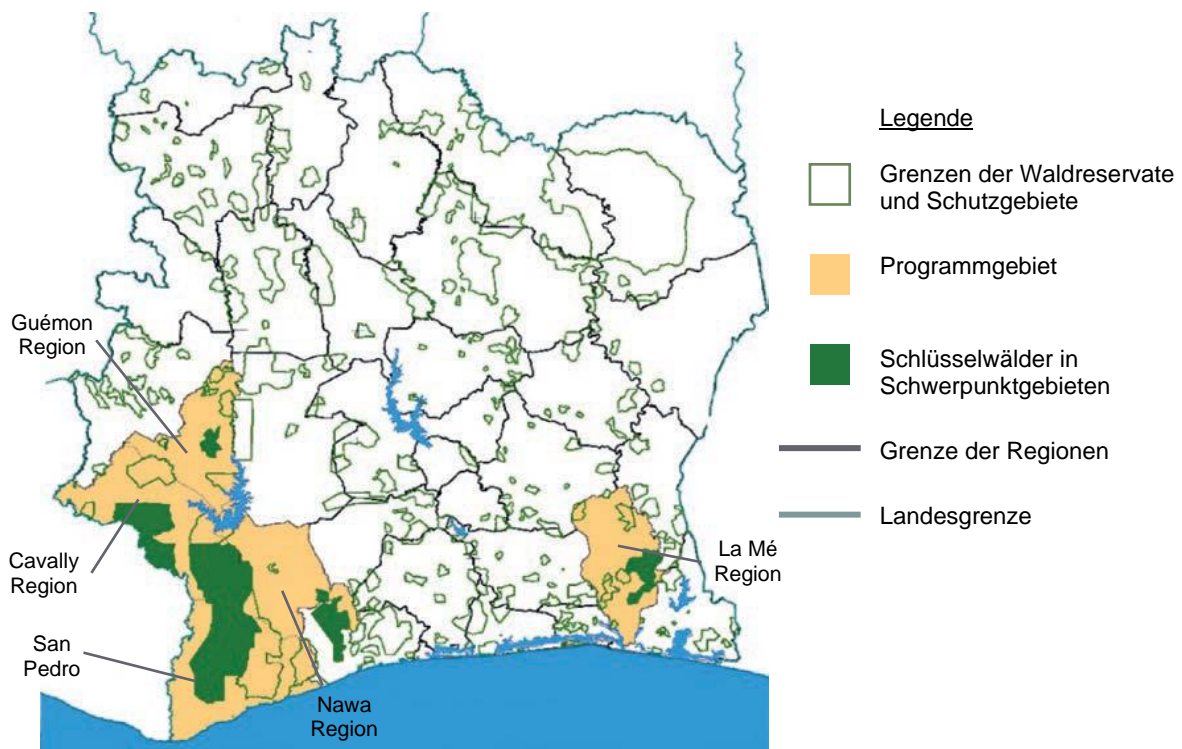 Legende
Grenzen der Waldreservate
und Schutzgebiete
Programmgebiet
Schlüsselwälder in
Schwerpunktgebieten
Grenze der Regionen
Landesgrenze
Guémon
Region
Cavally
Region
San
Pedro
Nawa
Region
La Mé
Region